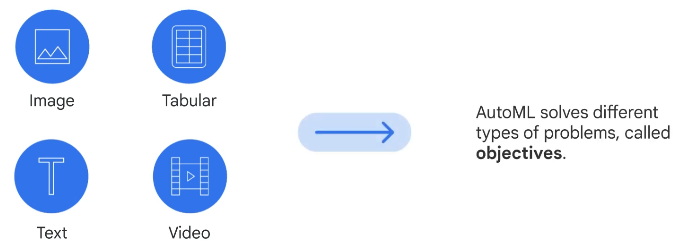 Image
Tabular
AutoML solves different
types of problems, called
objectives.
Text
Video